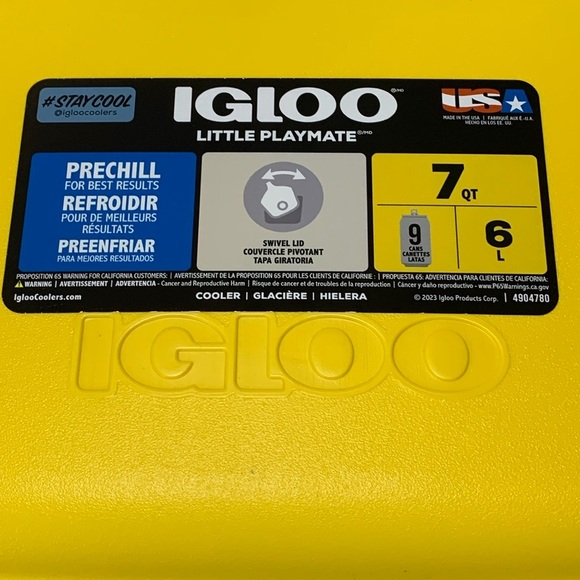 #STAYCOOL
@igloocoolers
IGLOO®/MD
LITTLE PLAYMATE®/MD
USA
MADE IN THE USA | FABRIQUÉ AUX É.-U.A.
HECHO EN LOS EE. UU.
PRECHILL
FOR BEST RESULTS
REFROIDIR
POUR DE MEILLEURS
RÉSULTATS
PREENFRIAR
PARA MEJORES RESULTADOS
SWIVEL LID
COUVERCLE PIVOTANT
TAPA GIRATORIA
7 QT
9
CANS
CANETTES
LATAS
6
L
PROPOSITION 65 WARNING FOR CALIFORNIA CUSTOMERS: | AVERTISSEMENT DE LA PROPOSITION 65 POUR LES CLIENTS DE CALIFORNIE : | PROPUESTA 65: ADVERTENCIA PARA CLIENTES DE CALIFORNIA:
WARNING | AVERTISSEMENT | ADVERTENCIA - Cancer and Reproductive Harm | Risque de cancer et de troubles de la reproduction | Cáncer y daño reproductivo - www.P65Warnings.ca.gov
IglooCoolers.com
COOLER | GLACIÈRE | HIELERA
© 2023 Igloo Products Corp. | 4904780
IGLOO